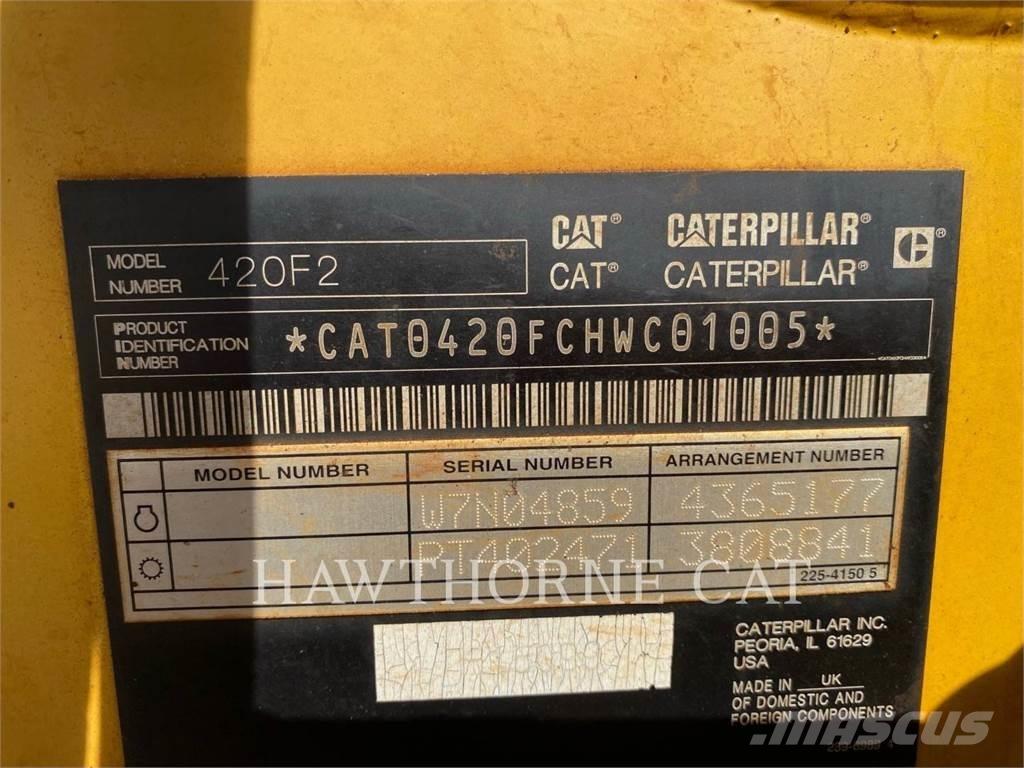 CAT® CATERPILLAR®
MODEL NUMBER 420F2
CAT® CATERPILLAR®
PRODUCT IDENTIFICATION NUMBER *CAT0420FCHWC01005*
MODEL NUMBER SERIAL NUMBER ARRANGEMENT NUMBER
W7N04859 4365177
PT402471 3808841
225-4150 5
HAWTHORNE CAT
CATERPILLAR INC.
PEORIA, IL 61629
USA
MADE IN UK
OF DOMESTIC AND
FOREIGN COMPONENTS
MASCUS